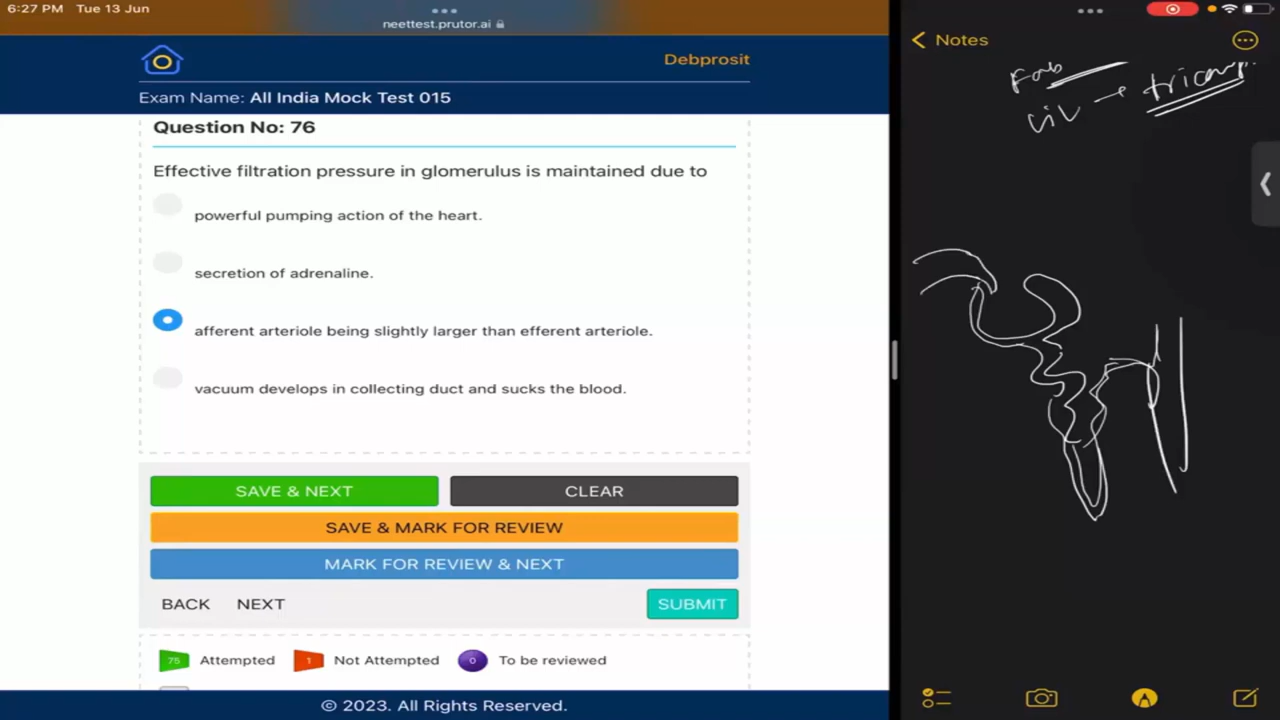 6:27 PM Tue 13 Jun
neettest.prutor.ai
Debprosit
Exam Name: All India Mock Test 015
Question No: 76
Effective filtration pressure in glomerulus is maintained due to
powerful pumping action of the heart.
secretion of adrenaline.
afferent arteriole being slightly larger than efferent arteriole.
vacuum develops in collecting duct and sucks the blood.
SAVE & NEXT
CLEAR
SAVE & MARK FOR REVIEW
MARK FOR REVIEW & NEXT
BACK
NEXT
SUBMIT
75 Attempted
1 Not Attempted
0 To be reviewed
© 2023. All Rights Reserved.
Notes